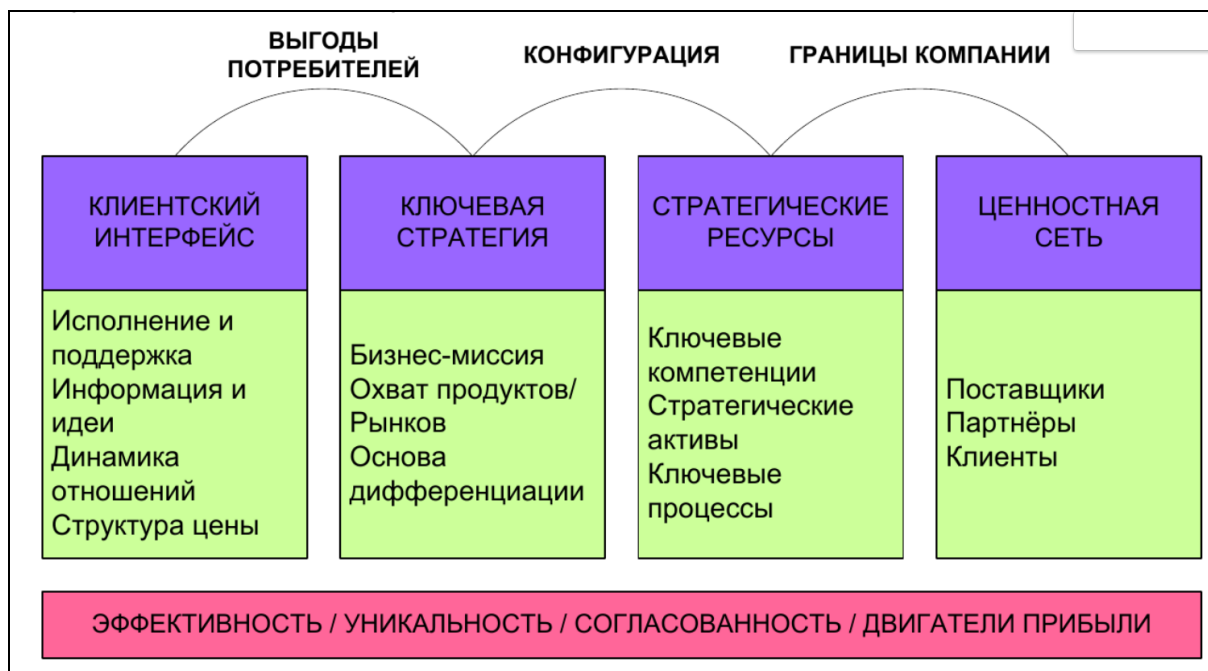 ВЫГОДЫ
ПОТРЕБИТЕЛЕЙ
КОНФИГУРАЦИЯ
ГРАНИЦЫ КОМПАНИИ
КЛИЕНТСКИЙ
ИНТЕРФЕЙС
Исполнение и
поддержка
Информация и
идеи
Динамика
отношений
Структура цены
КЛЮЧЕВАЯ
СТРАТЕГИЯ
Бизнес-миссия
Охват продуктов/
Рынков
Основа
дифференциации
СТРАТЕГИЧЕСКИЕ
РЕСУРСЫ
Ключевые
компетенции
Стратегические
активы
Ключевые
процессы
ЦЕННОСТНАЯ
СЕТЬ
Поставщики
Партнёры
Клиенты
ЭФФЕКТИВНОСТЬ / УНИКАЛЬНОСТЬ / СОГЛАСОВАННОСТЬ / ДВИГАТЕЛИ ПРИБЫЛИ